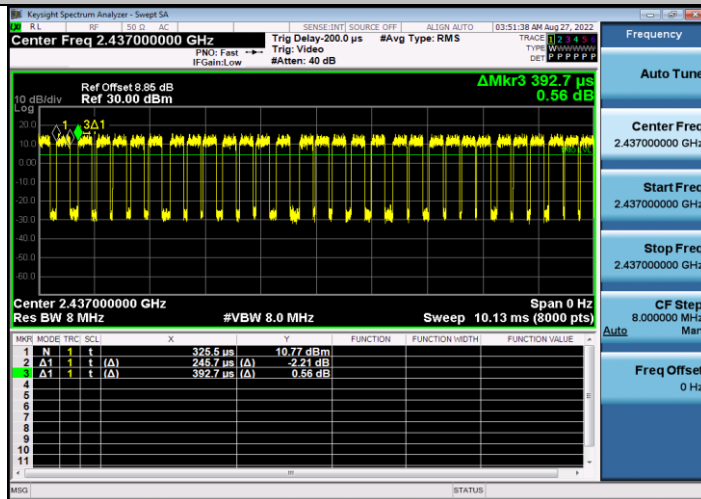 Keysight Spectrum Analyzer - Swept SA
RL RF 50 Ω AC SENSE:INT SOURCE OFF ALIGN AUTO 03:51:38 AM Aug 27, 2022
Center Freq 2.437000000 GHz
PNO: Fast
IFGain:Low
Trig Delay-200.0 µs
Trig: Video
#Atten: 40 dB
#Avg Type: RMS
TRACE 1 2 3 4 5 6
TYPE WWWWWW
DET P P P P P P
Ref Offset 8.85 dB
Ref 30.00 dBm
ΔMkr3 392.7 µs
0.56 dB
10 dB/div
Log
20.0
10.0
0.00
-10.0
-20.0
-30.0
-40.0
-50.0
-60.0
1 3Δ1
Center 2.437000000 GHz
Res BW 8 MHz
#VBW 8.0 MHz
Span 0 Hz
Sweep 10.13 ms (8000 pts)
MKR MODE TRC SCL X Y FUNCTION FUNCTION WIDTH FUNCTION VALUE
1 N 1 t 325.5 µs 10.77 dBm
2 Δ1 1 t (Δ) 245.7 µs (Δ) -2.21 dB
3 Δ1 1 t (Δ) 392.7 µs (Δ) 0.56 dB
4
5
6
7
8
9
10
11
MSG STATUS
Frequency
Auto Tune
Center Freq
2.437000000 GHz
Start Freq
2.437000000 GHz
Stop Freq
2.437000000 GHz
CF Step
8.000000 MHz
Auto Man
Freq Offset
0 Hz